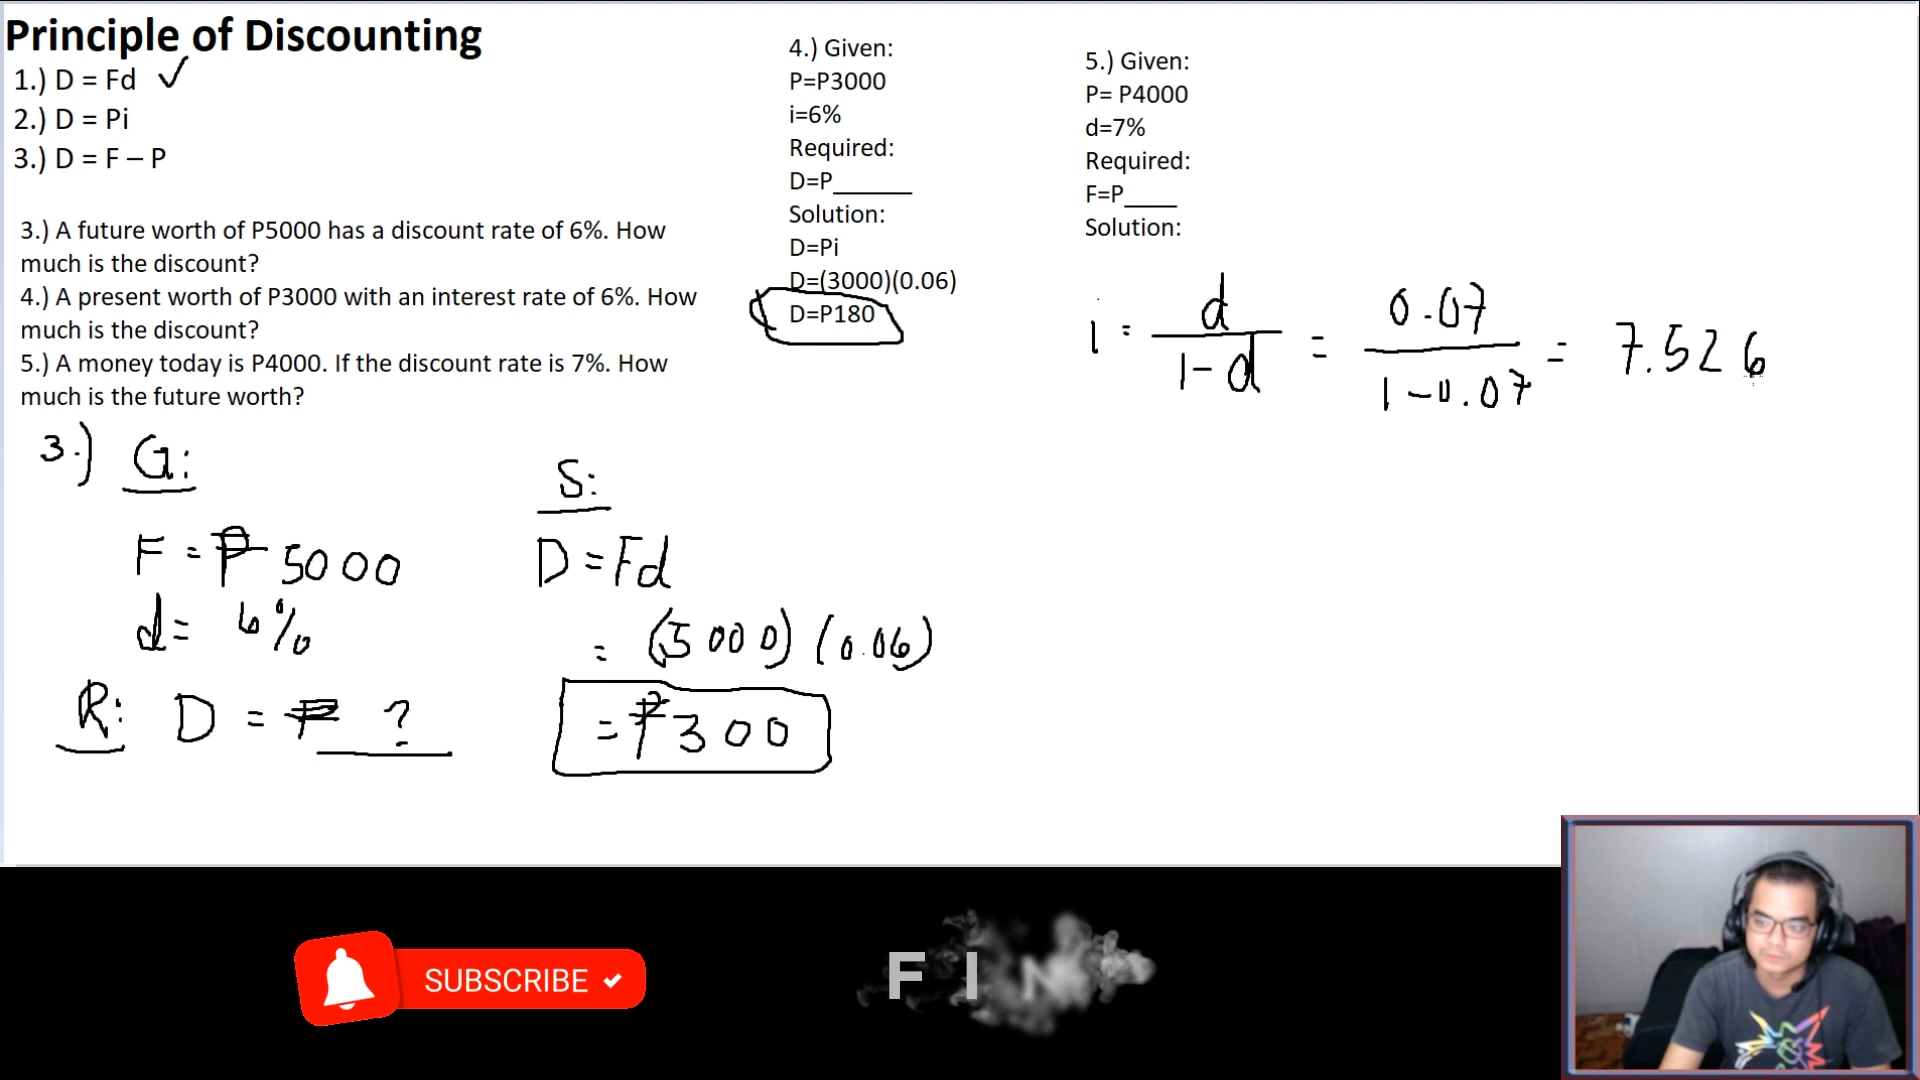 Principle of Discounting
1.) D = Fd ✓
2.) D = Pi
3.) D = F – P
3.) A future worth of P5000 has a discount rate of 6%. How
much is the discount?
4.) A present worth of P3000 with an interest rate of 6%. How
much is the discount?
5.) A money today is P4000. If the discount rate is 7%. How
much is the future worth?
4.) Given:
P=P3000
i=6%
Required:
D=P______
Solution:
D=Pi
D=(3000)(0.06)
D=P180
5.) Given:
P= P4000
d=7%
Required:
F=P____
Solution:
i = d / 1-d = 0.07 / 1-0.07 = 7.526
3.) G:
F = ₱ 5000
d = 6%
R: D = ₱ ?
S:
D = Fd
= (5000) (0.06)
= ₱300
SUBSCRIBE
FIN